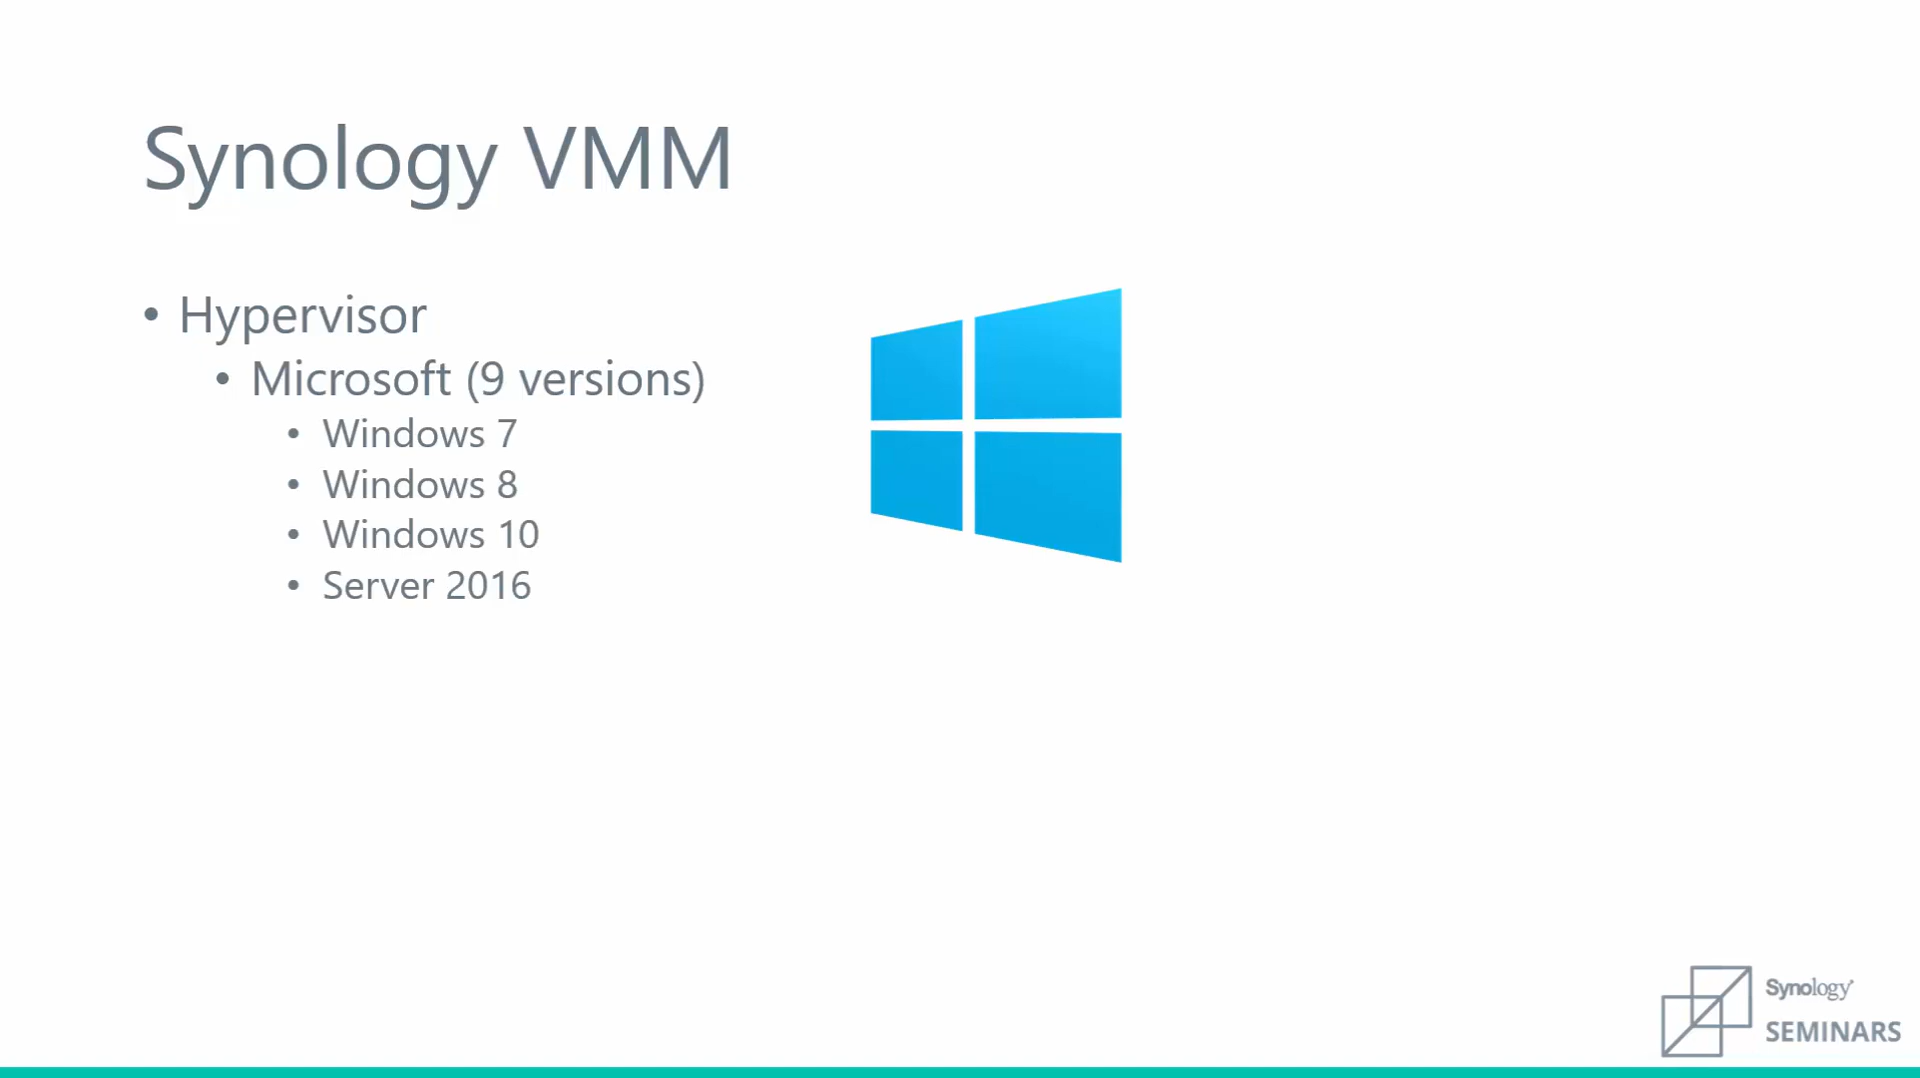 Synology VMM
• Hypervisor
• Microsoft (9 versions)
• Windows 7
• Windows 8
• Windows 10
• Server 2016
Synology
SEMINARS